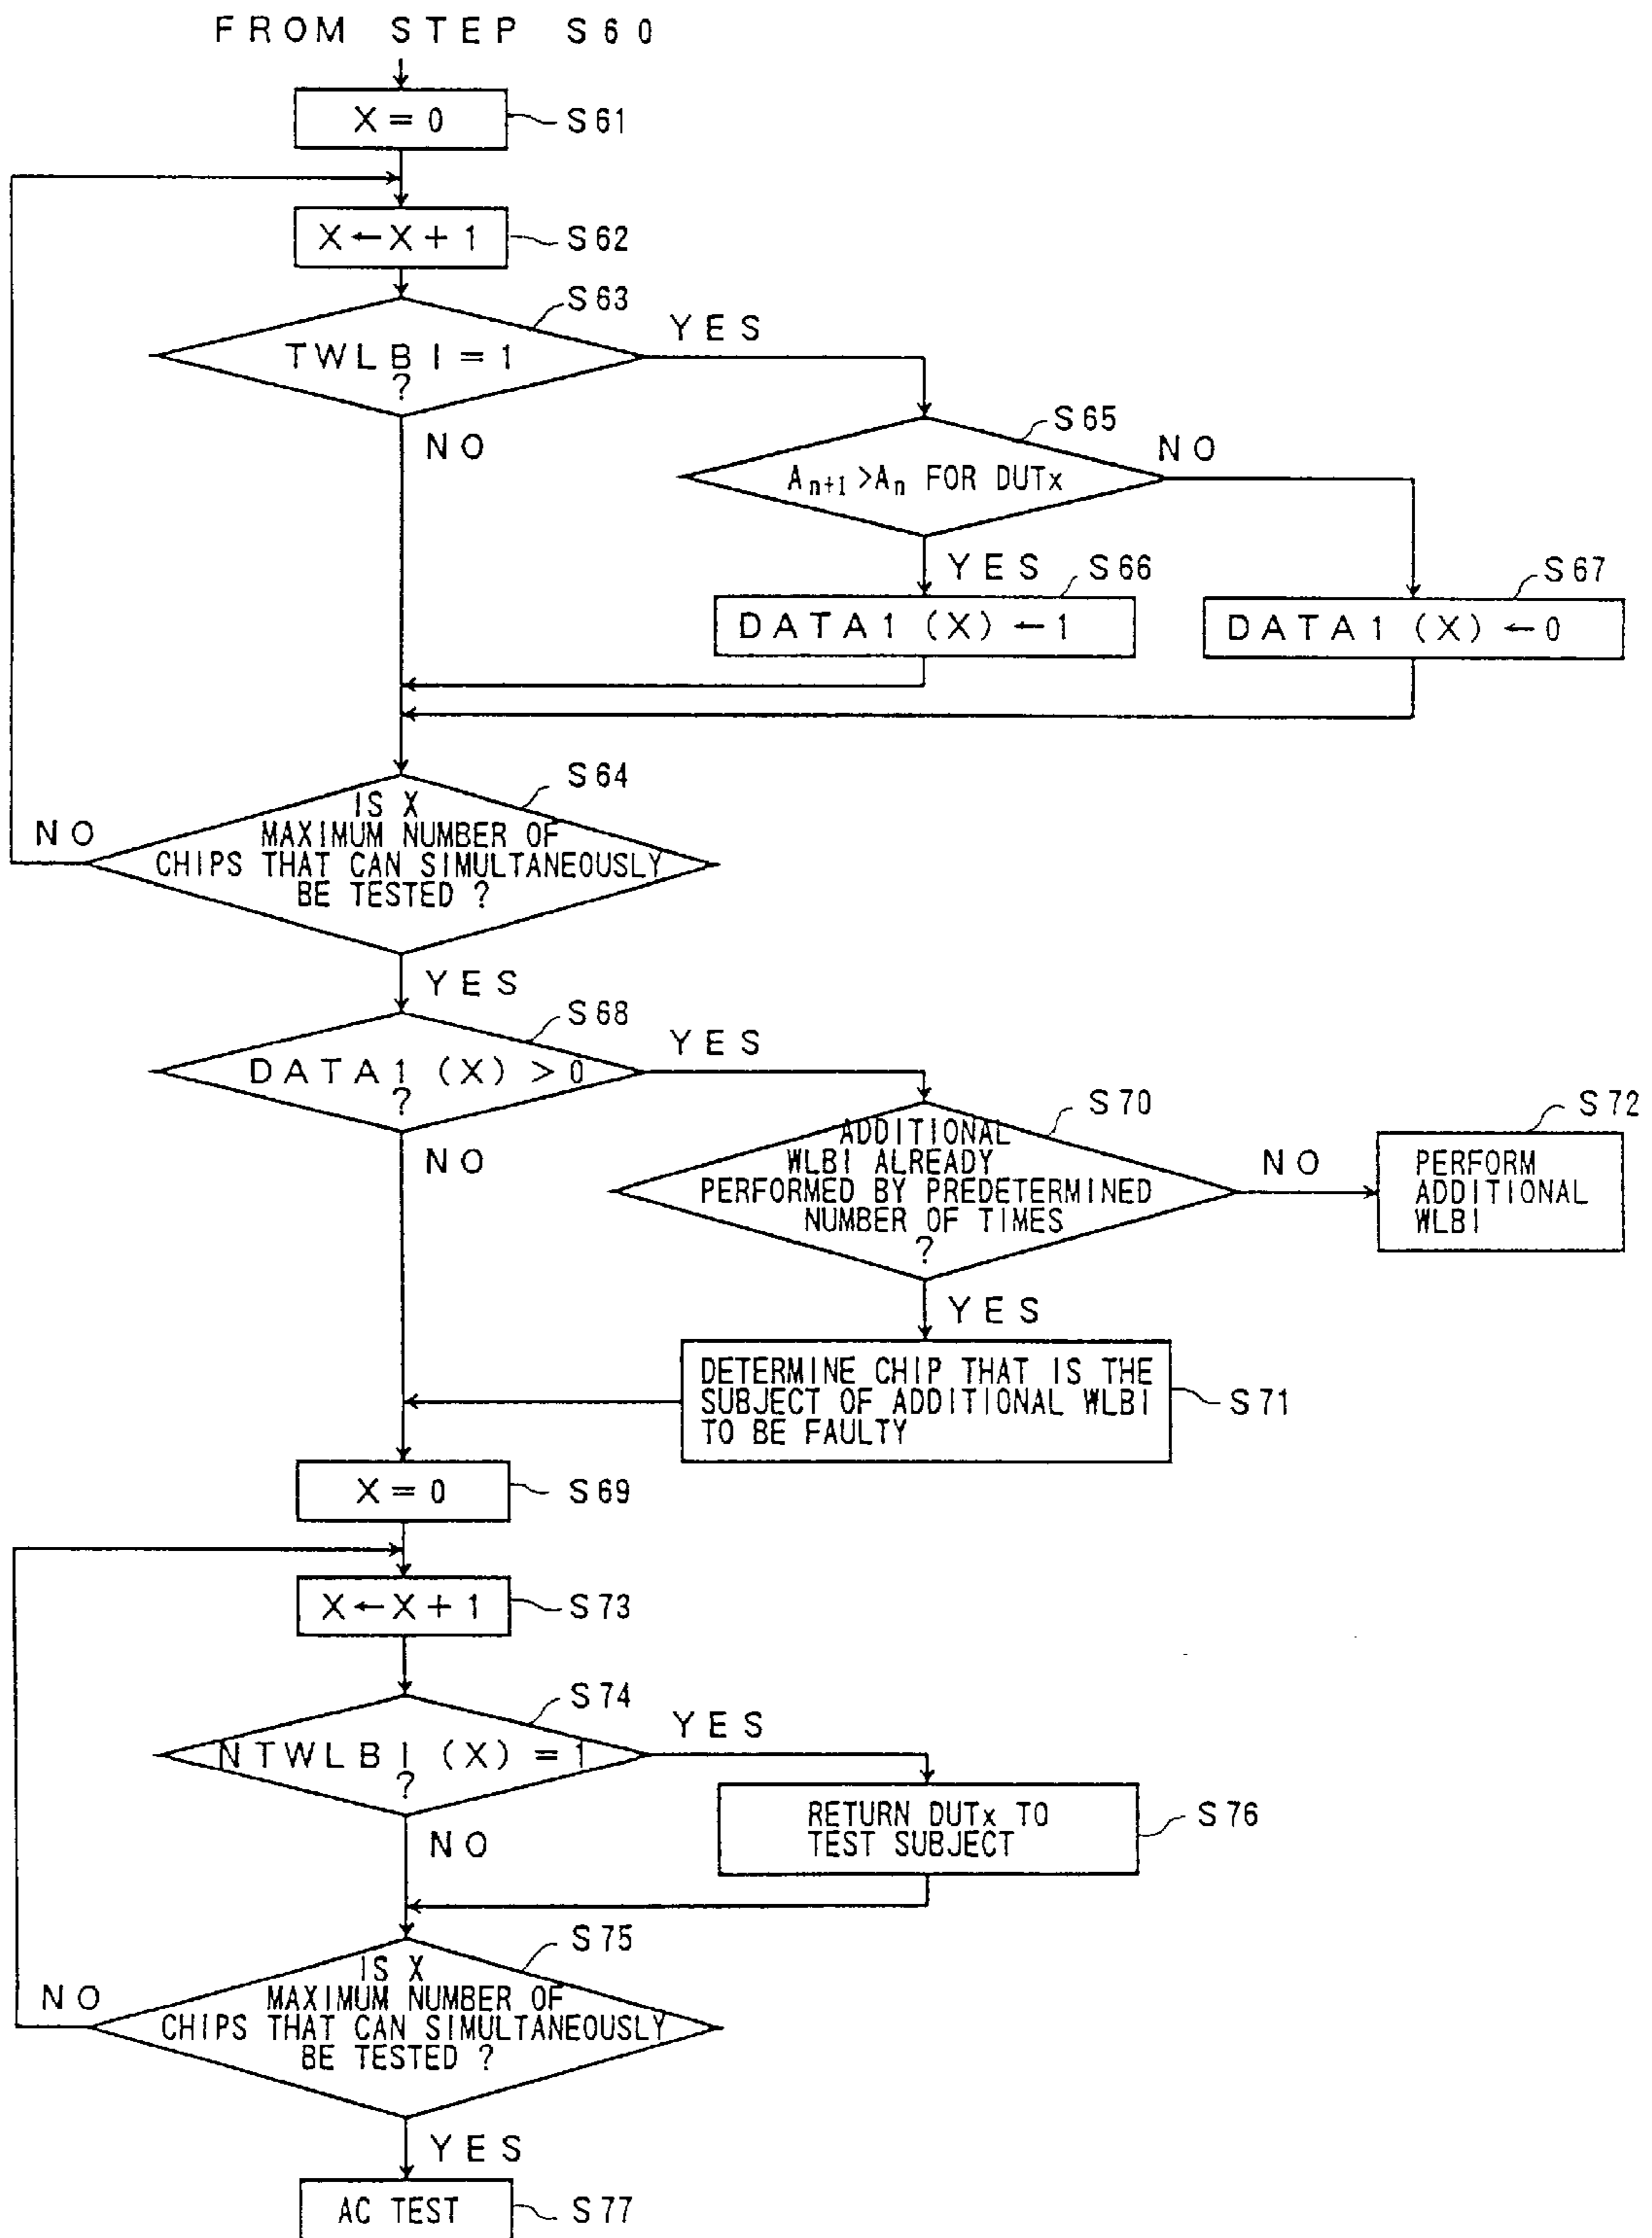 FROM STEP S60
X=0
S61
X←X+1
S62
S63
TWLBI=1
?
YES
NO
S65
An+1>An FOR DUTx
NO
YES
S66
DATA1 (X) ←1
S67
DATA1 (X) ←0
S64
IS X
MAXIMUM NUMBER OF
CHIPS THAT CAN SIMULTANEOUSLY
BE TESTED ?
NO
YES
S68
DATA1 (X) >0
?
YES
NO
S70
ADDITIONAL
WLBI ALREADY
PERFORMED BY PREDETERMINED
NUMBER OF TIMES
?
NO
S72
PERFORM
ADDITIONAL
WLBI
YES
DETERMINE CHIP THAT IS THE
SUBJECT OF ADDITIONAL WLBI
TO BE FAULTY
S71
X=0
S69
X←X+1
S73
S74
NTWLBI (X) =1
?
YES
NO
RETURN DUTx TO
TEST SUBJECT
S76
S75
IS X
MAXIMUM NUMBER OF
CHIPS THAT CAN SIMULTANEOUSLY
BE TESTED ?
NO
YES
AC TEST
S77